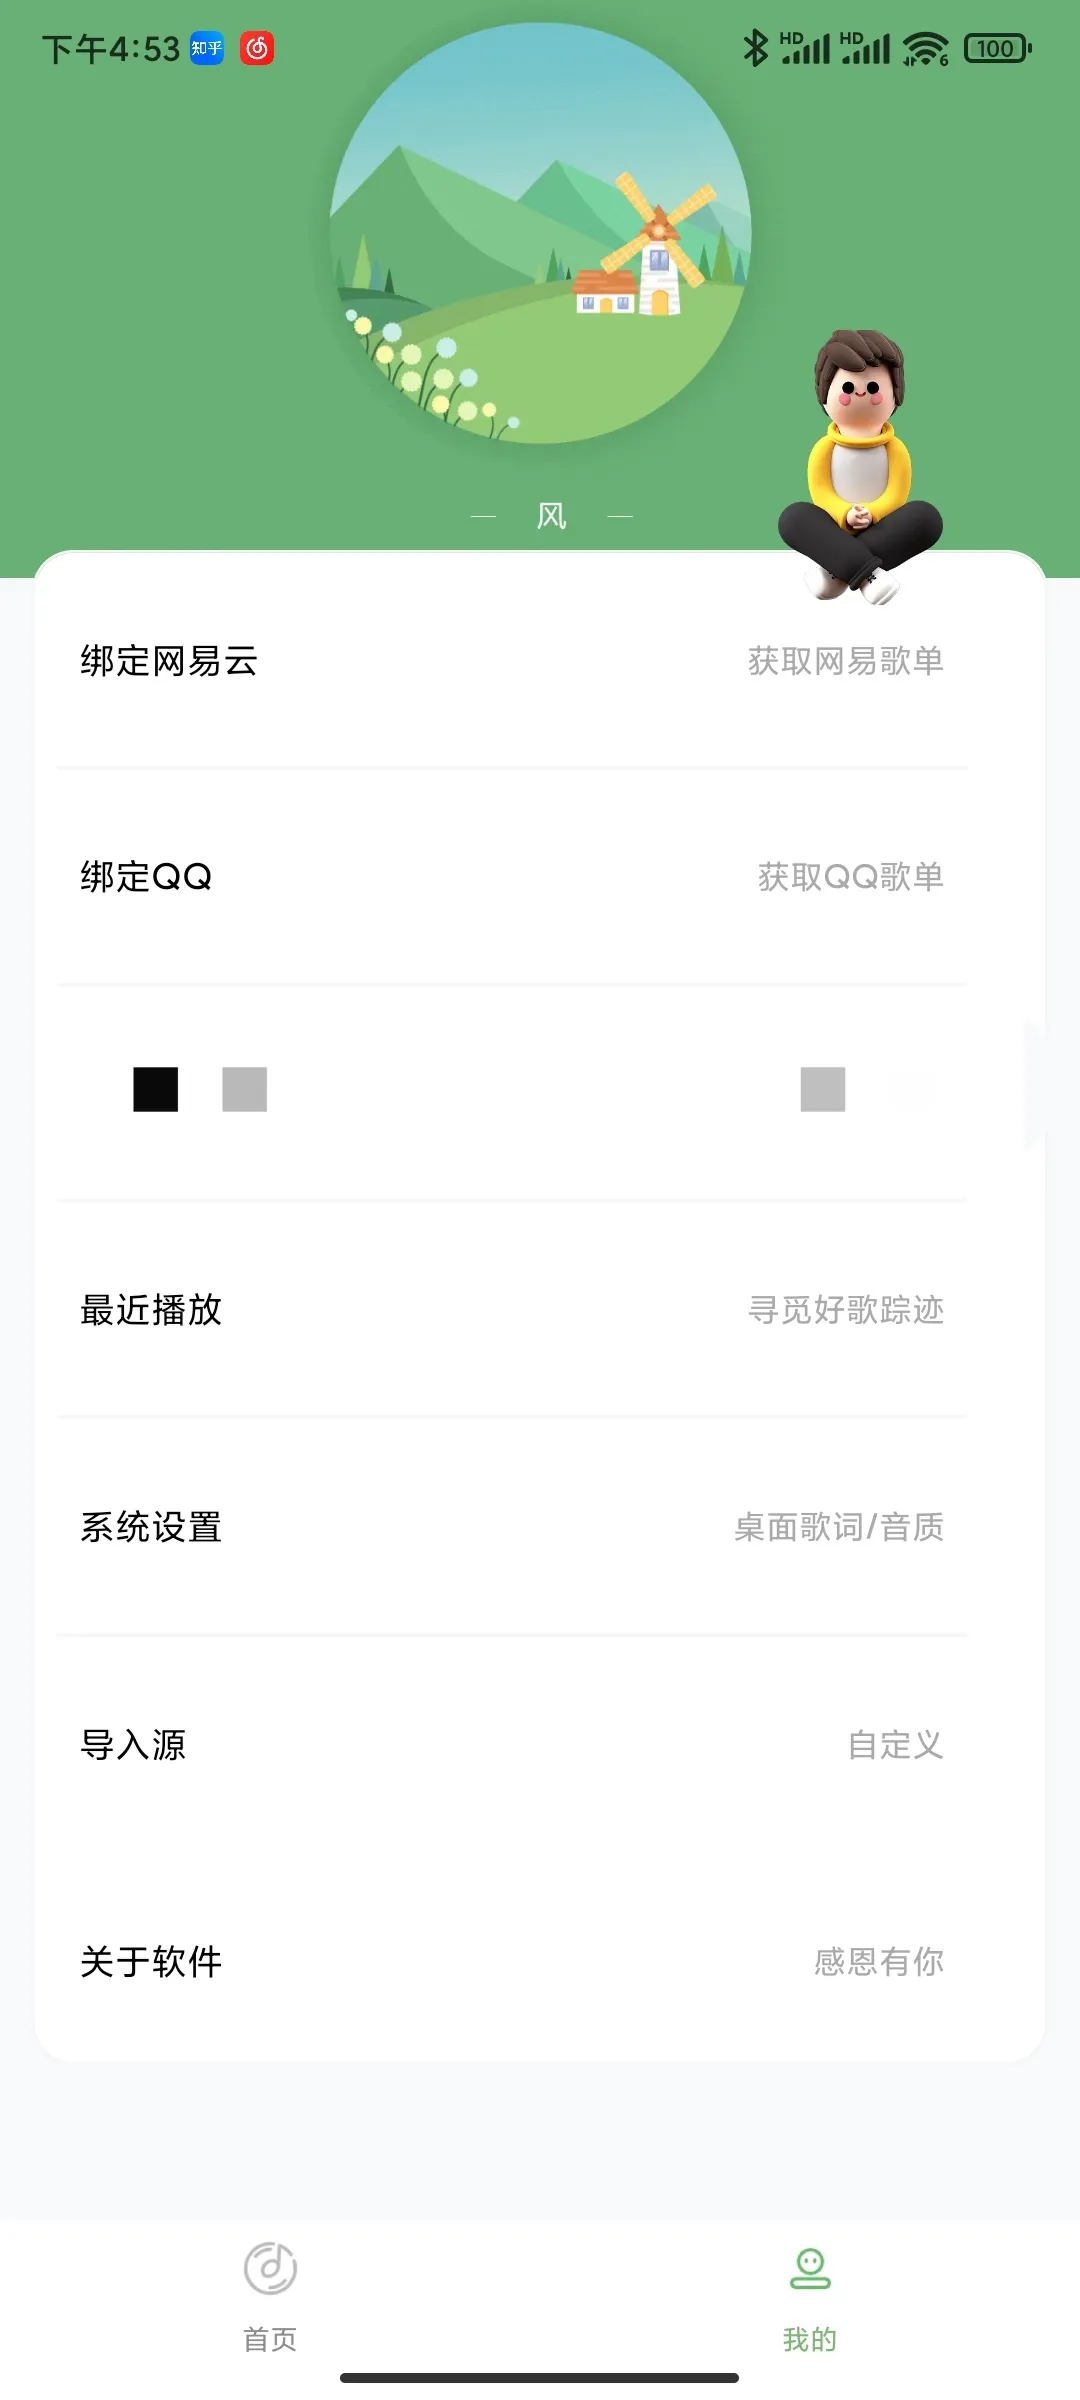 下午4:53 知乎 HD HD 6 100
风
绑定网易云 获取网易歌单
绑定QQ 获取QQ歌单
最近播放 寻觅好歌踪迹
系统设置 桌面歌词/音质
导入源 自定义
关于软件 感恩有你
首页 我的